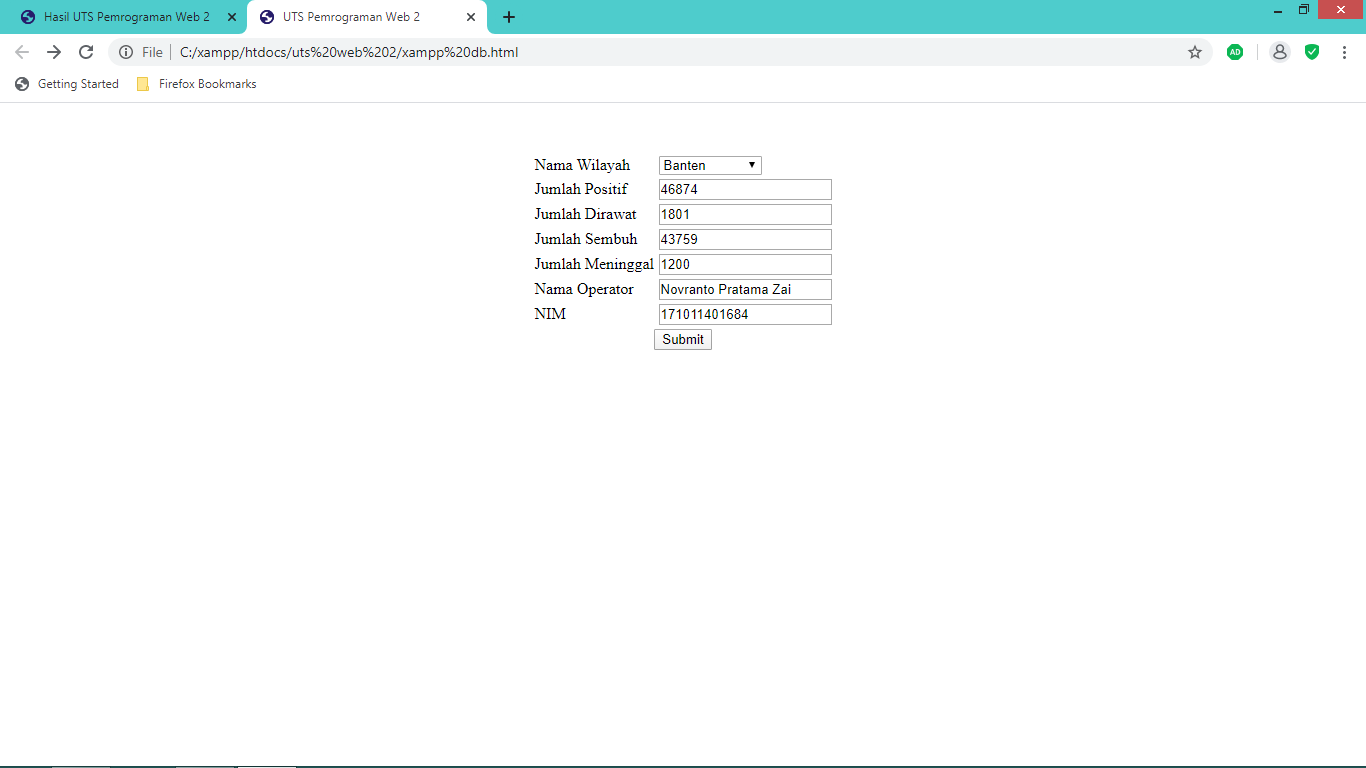 Hasil UTS Pemrograman Web 2
UTS Pemrograman Web 2
File
C:/xampp/htdocs/uts%20web%202/xampp%20db.html
AD
Getting Started
Firefox Bookmarks
Nama Wilayah Banten
Jumlah Positif 46874
Jumlah Dirawat 1801
Jumlah Sembuh 43759
Jumlah Meninggal 1200
Nama Operator Novranto Pratama Zai
NIM 171011401684
Submit